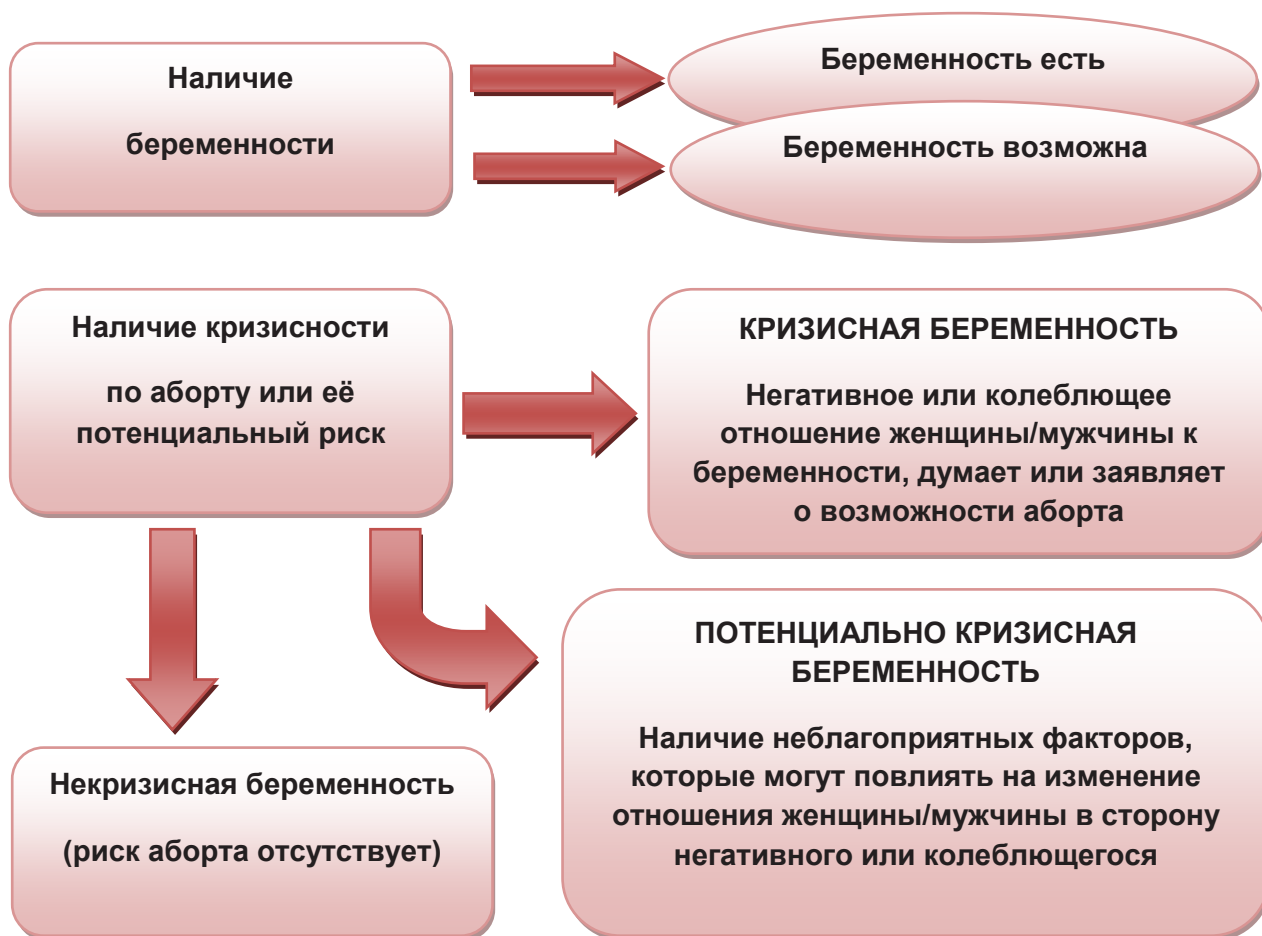 Наличие
беременности
Беременность есть
Беременность возможна
Наличие кризисности
по аборту или её
потенциальный риск
КРИЗИСНАЯ БЕРЕМЕННОСТЬ
Негативное или колеблющее
отношение женщины/мужчины к
беременности, думает или заявляет
о возможности аборта
ПОТЕНЦИАЛЬНО КРИЗИСНАЯ
БЕРЕМЕННОСТЬ
Наличие неблагоприятных факторов,
которые могут повлиять на изменение
отношения женщины/мужчины в сторону
негативного или колеблющегося
Некризисная беременность
(риск аборта отсутствует)